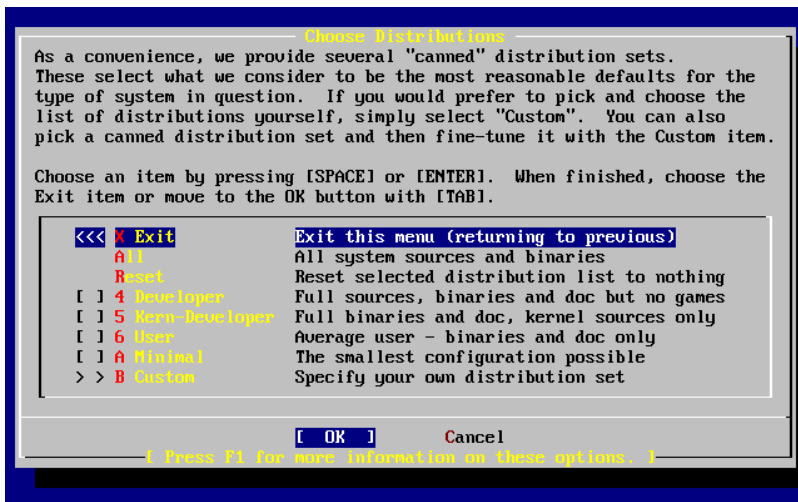 Choose Distributions
As a convenience, we provide several "canned" distribution sets.
These select what we consider to be the most reasonable defaults for the
type of system in question.  If you would prefer to pick and choose the
list of distributions yourself, simply select "Custom".  You can also
pick a canned distribution set and then fine-tune it with the Custom item.
Choose an item by pressing [SPACE] or [ENTER].  When finished, choose the
Exit item or move to the OK button with [TAB].
<<< X Exit Exit this menu (returning to previous)
All All system sources and binaries
Reset Reset selected distribution list to nothing
[ ] 4 Developer Full sources, binaries and doc but no games
[ ] 5 Kern-Developer Full binaries and doc, kernel sources only
[ ] 6 User Average user - binaries and doc only
[ ] A Minimal The smallest configuration possible
> > B Custom Specify your own distribution set
[ OK ] Cancel
[ Press F1 for more information on these options. ]